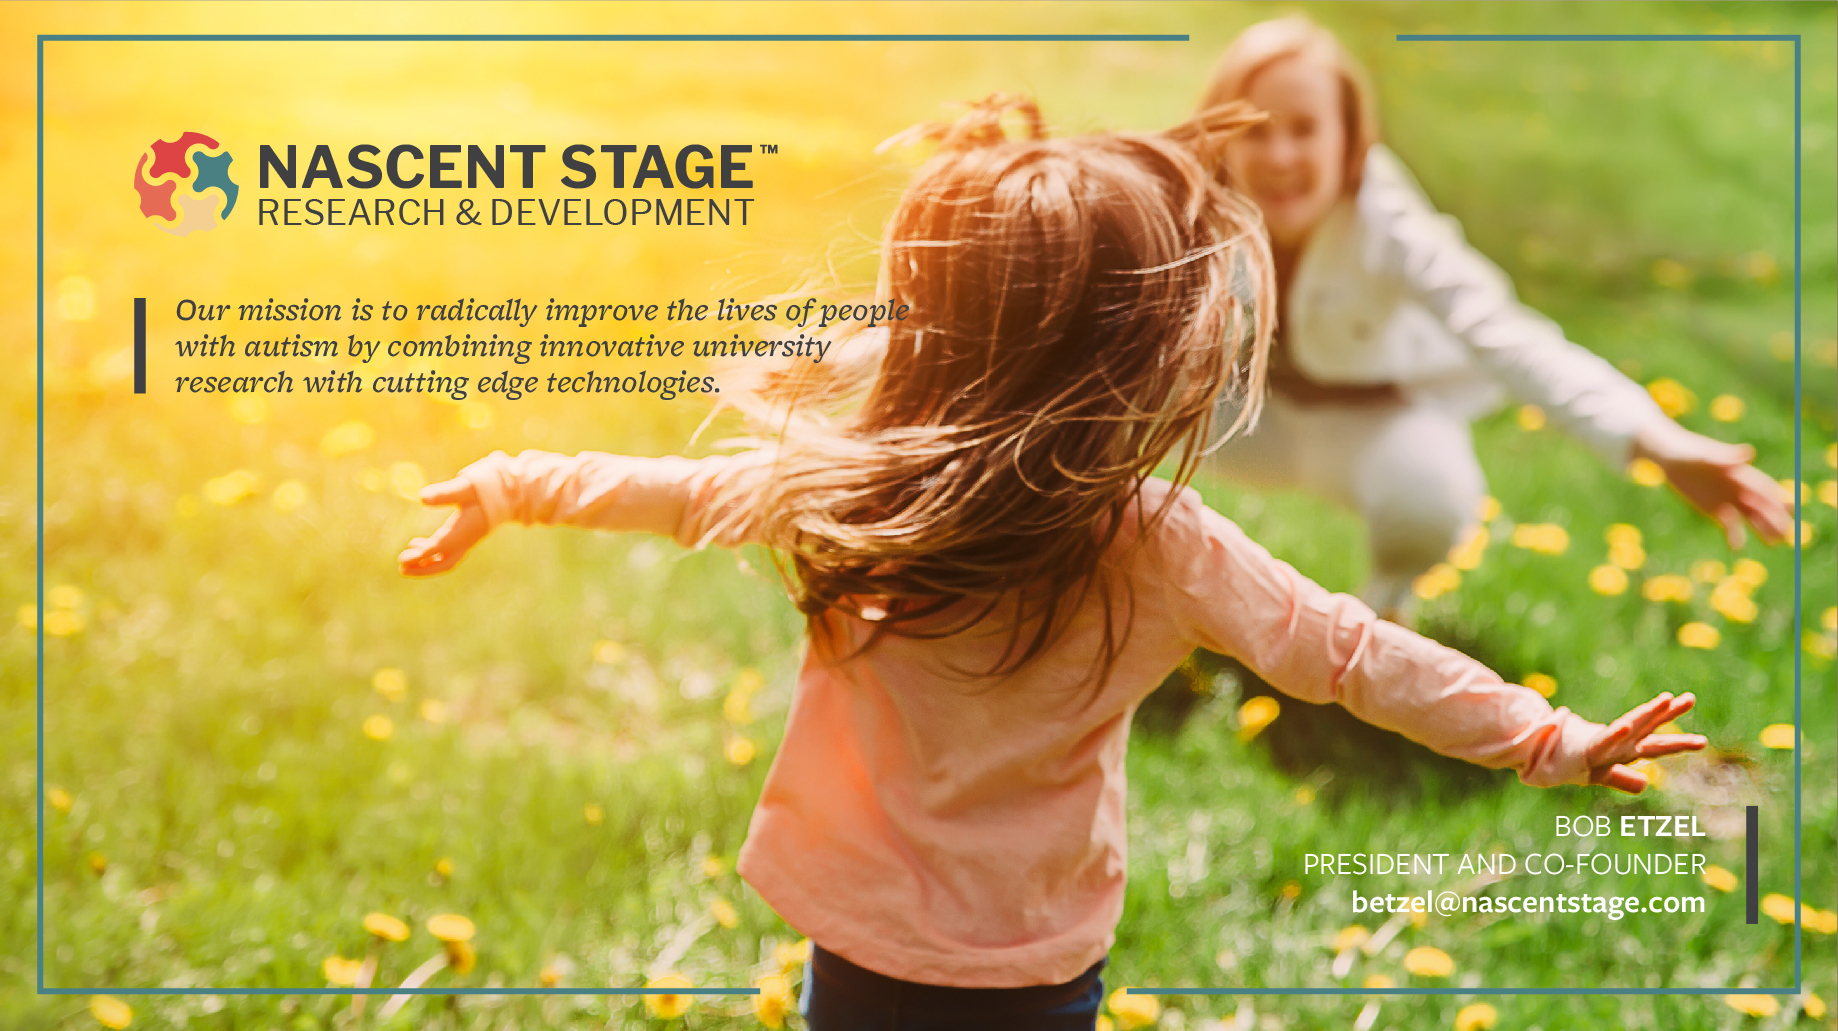 NASCENT STAGE™
RESEARCH & DEVELOPMENT
Our mission is to radically improve the lives of people
with autism by combining innovative university
research with cutting edge technologies.
BOB ETZEL
PRESIDENT AND CO-FOUNDER
betzel@nascentstage.com